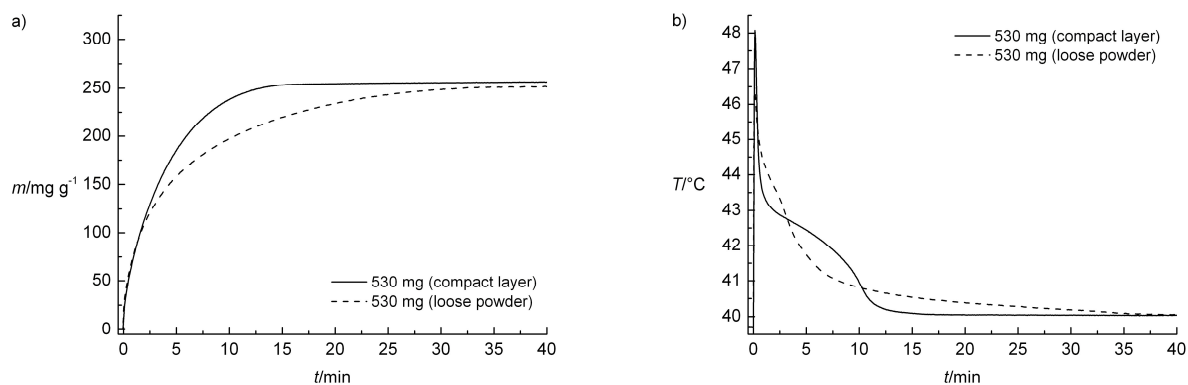 a)
300
250
200
150
100
50
0
m/mg g⁻¹
530 mg (compact layer)
530 mg (loose powder)
0 5 10 15 20 25 30 35 40
t/min
b)
48
47
46
45
44
43
42
41
40
T/°C
530 mg (compact layer)
530 mg (loose powder)
0 5 10 15 20 25 30 35 40
t/min